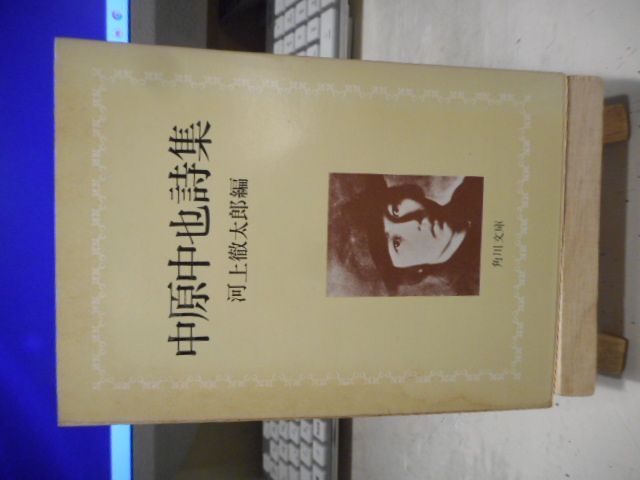 中原中也詩集
河上徹太郎編
角川文庫